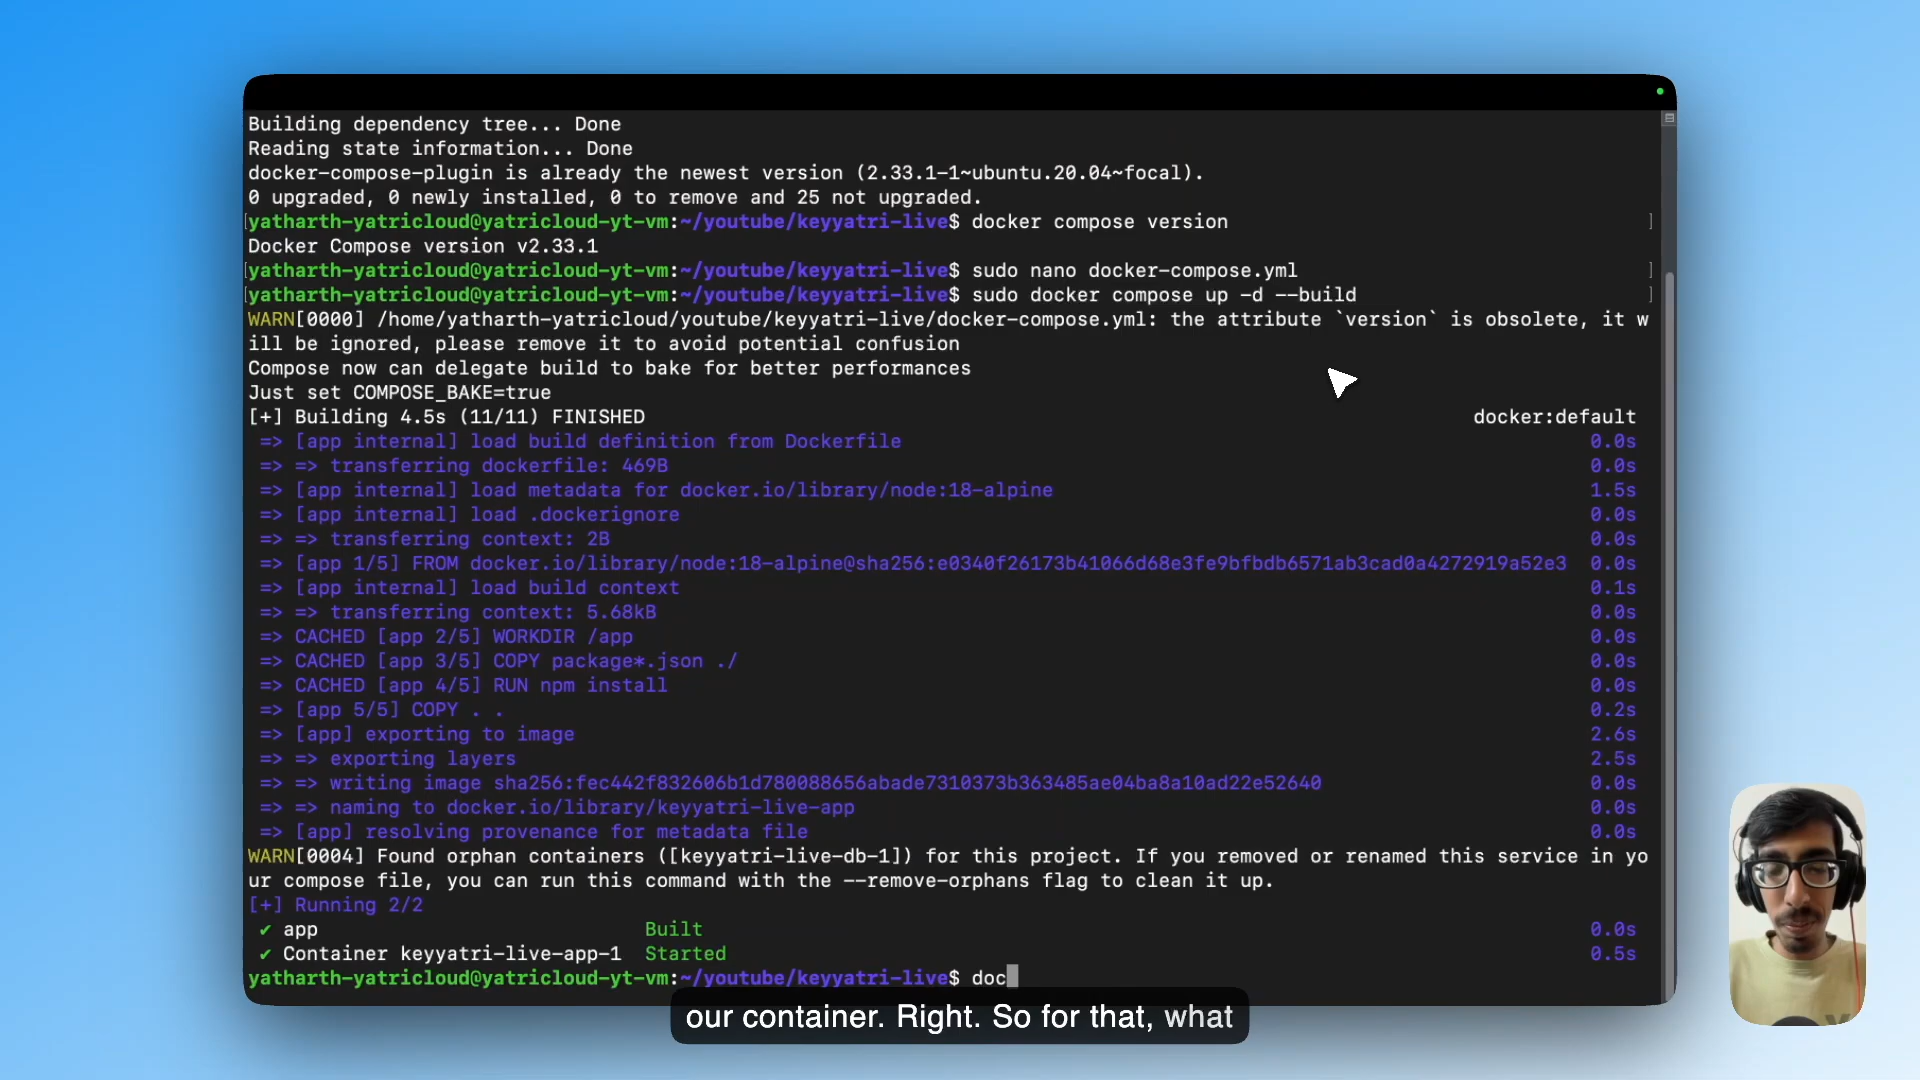 Building dependency tree... Done
Reading state information... Done
docker-compose-plugin is already the newest version (2.33.1-1~ubuntu.20.04~focal).
0 upgraded, 0 newly installed, 0 to remove and 25 not upgraded.
[yatharth-yatricloud@yatricloud-yt-vm:~/youtube/keyyatri-live$ docker compose version ]
Docker Compose version v2.33.1
[yatharth-yatricloud@yatricloud-yt-vm:~/youtube/keyyatri-live$ sudo nano docker-compose.yml ]
[yatharth-yatricloud@yatricloud-yt-vm:~/youtube/keyyatri-live$ sudo docker compose up -d --build ]
WARN[0000] /home/yatharth-yatricloud/youtube/keyyatri-live/docker-compose.yml: the attribute `version` is obsolete, it w
ill be ignored, please remove it to avoid potential confusion
Compose now can delegate build to bake for better performances
Just set COMPOSE_BAKE=true
[+] Building 4.5s (11/11) FINISHED docker:default
=> [app internal] load build definition from Dockerfile 0.0s
=> => transferring dockerfile: 469B 0.0s
=> [app internal] load metadata for docker.io/library/node:18-alpine 1.5s
=> [app internal] load .dockerignore 0.0s
=> => transferring context: 2B 0.0s
=> [app 1/5] FROM docker.io/library/node:18-alpine@sha256:e0340f26173b41066d68e3fe9bfbdb6571ab3cad0a4272919a52e3 0.0s
=> [app internal] load build context 0.1s
=> => transferring context: 5.68kB 0.0s
=> CACHED [app 2/5] WORKDIR /app 0.0s
=> CACHED [app 3/5] COPY package*.json ./ 0.0s
=> CACHED [app 4/5] RUN npm install 0.0s
=> [app 5/5] COPY . . 0.2s
=> [app] exporting to image 2.6s
=> => exporting layers 2.5s
=> => writing image sha256:fec442f832606b1d780088656abade7310373b363485ae04ba8a10ad22e52640 0.0s
=> => naming to docker.io/library/keyyatri-live-app 0.0s
=> [app] resolving provenance for metadata file 0.0s
WARN[0004] Found orphan containers ([keyyatri-live-db-1]) for this project. If you removed or renamed this service in yo
ur compose file, you can run this command with the --remove-orphans flag to clean it up.
[+] Running 2/2
✔ app Built 0.0s
✔ Container keyyatri-live-app-1 Started 0.5s
yatharth-yatricloud@yatricloud-yt-vm:~/youtube/keyyatri-live$ doc
our container. Right. So for that, what